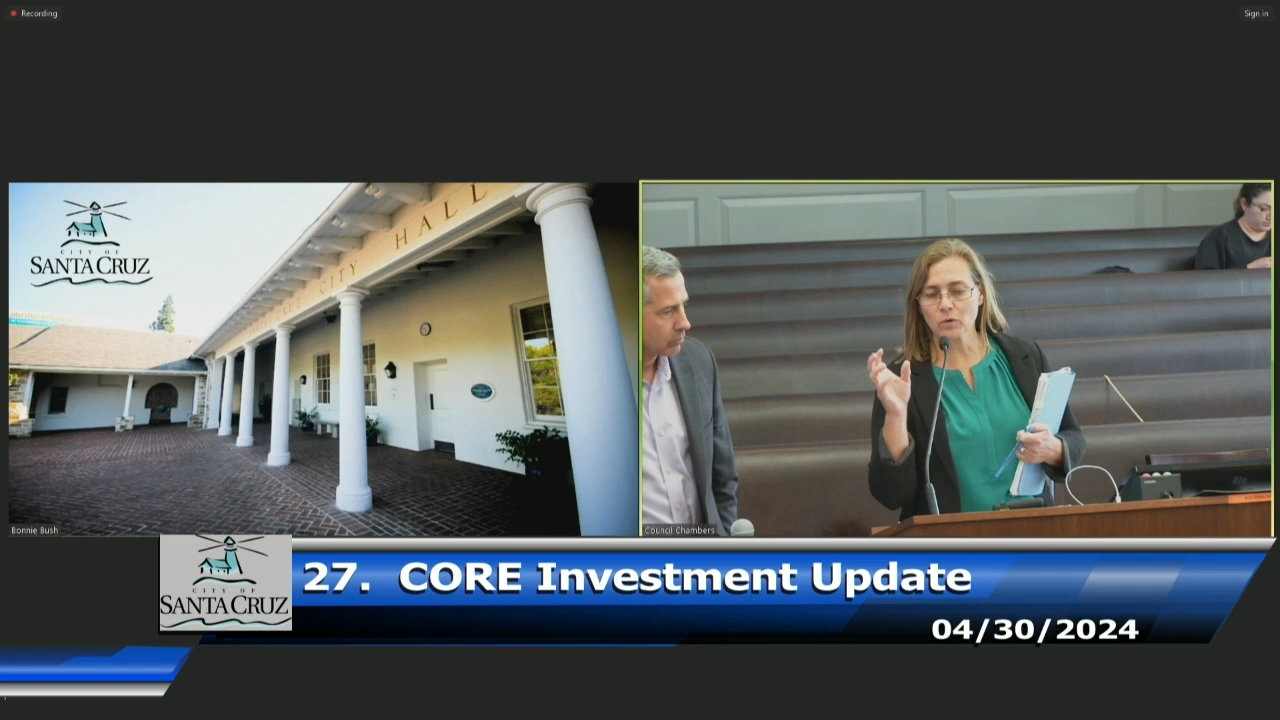 Recording
Sign in
CITY OF
SANTA CRUZ
CITY HALL
Bonnie Bush
Council Chambers
CITY OF
SANTA CRUZ
27. CORE Investment Update
04/30/2024